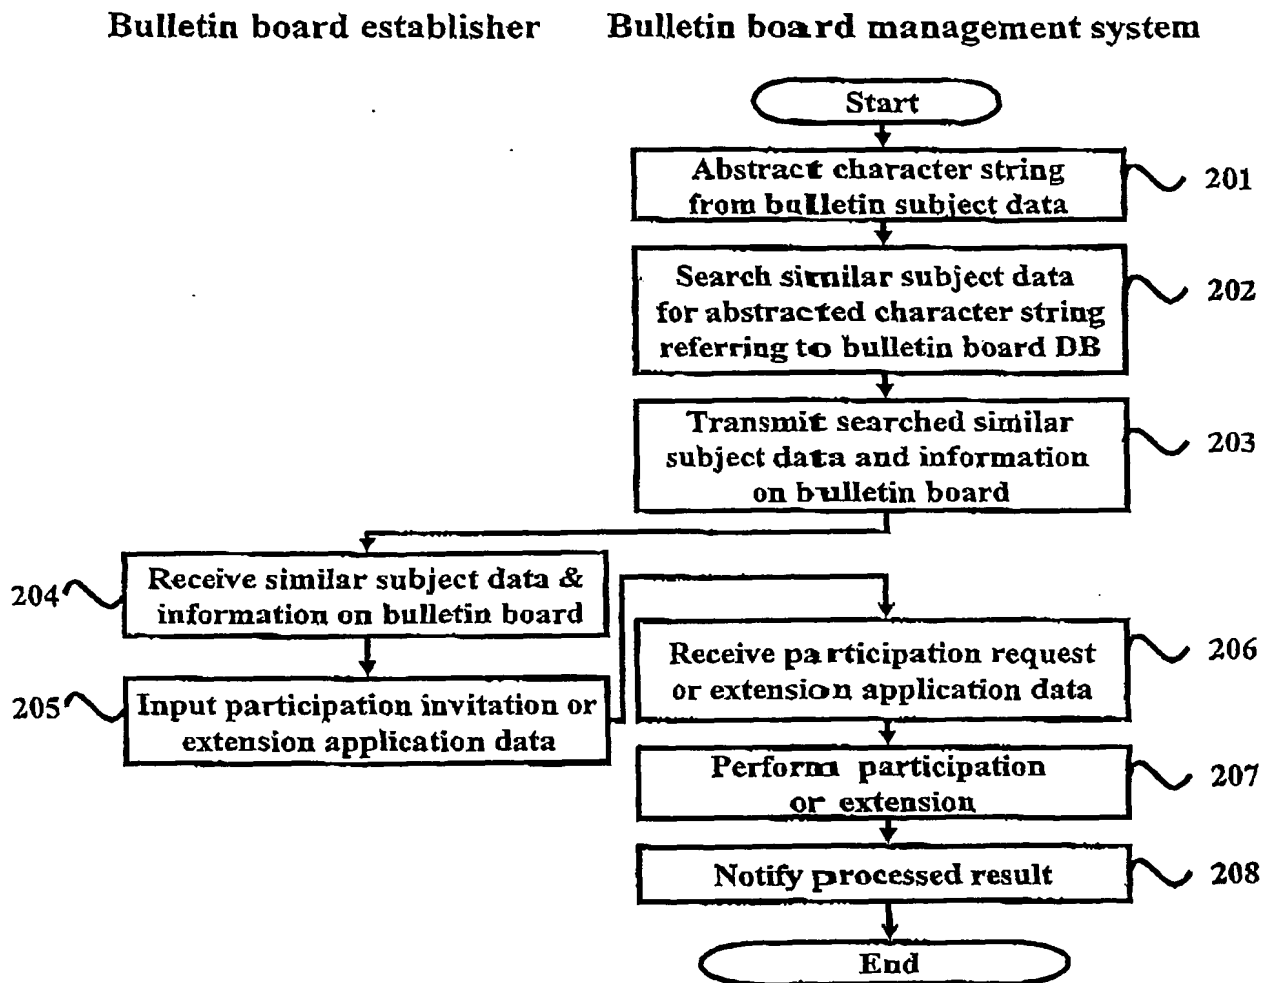 Bulletin board establisher
Bulletin board management system
Start
Abstract character string
from bulletin subject data
201
Search similar subject data
for abstracted character string
referring to bulletin board DB
202
Transmit searched similar
subject data and information
on bulletin board
203
204
Receive similar subject data &
information on bulletin board
205
Input participation invitation or
extension application data
Receive participation request
or extension application data
206
Perform participation
or extension
207
Notify processed result
208
End